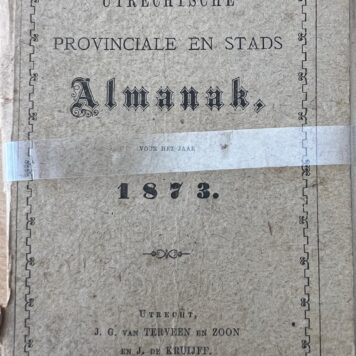 UTRECHTSCHE
PROVINCIALE EN STADS
Almanak,
VOOR HET JAAR
1873.
UTRECHT,
J. G. VAN TERVEEN EN ZOON
EN J. DE KRUIJFF.